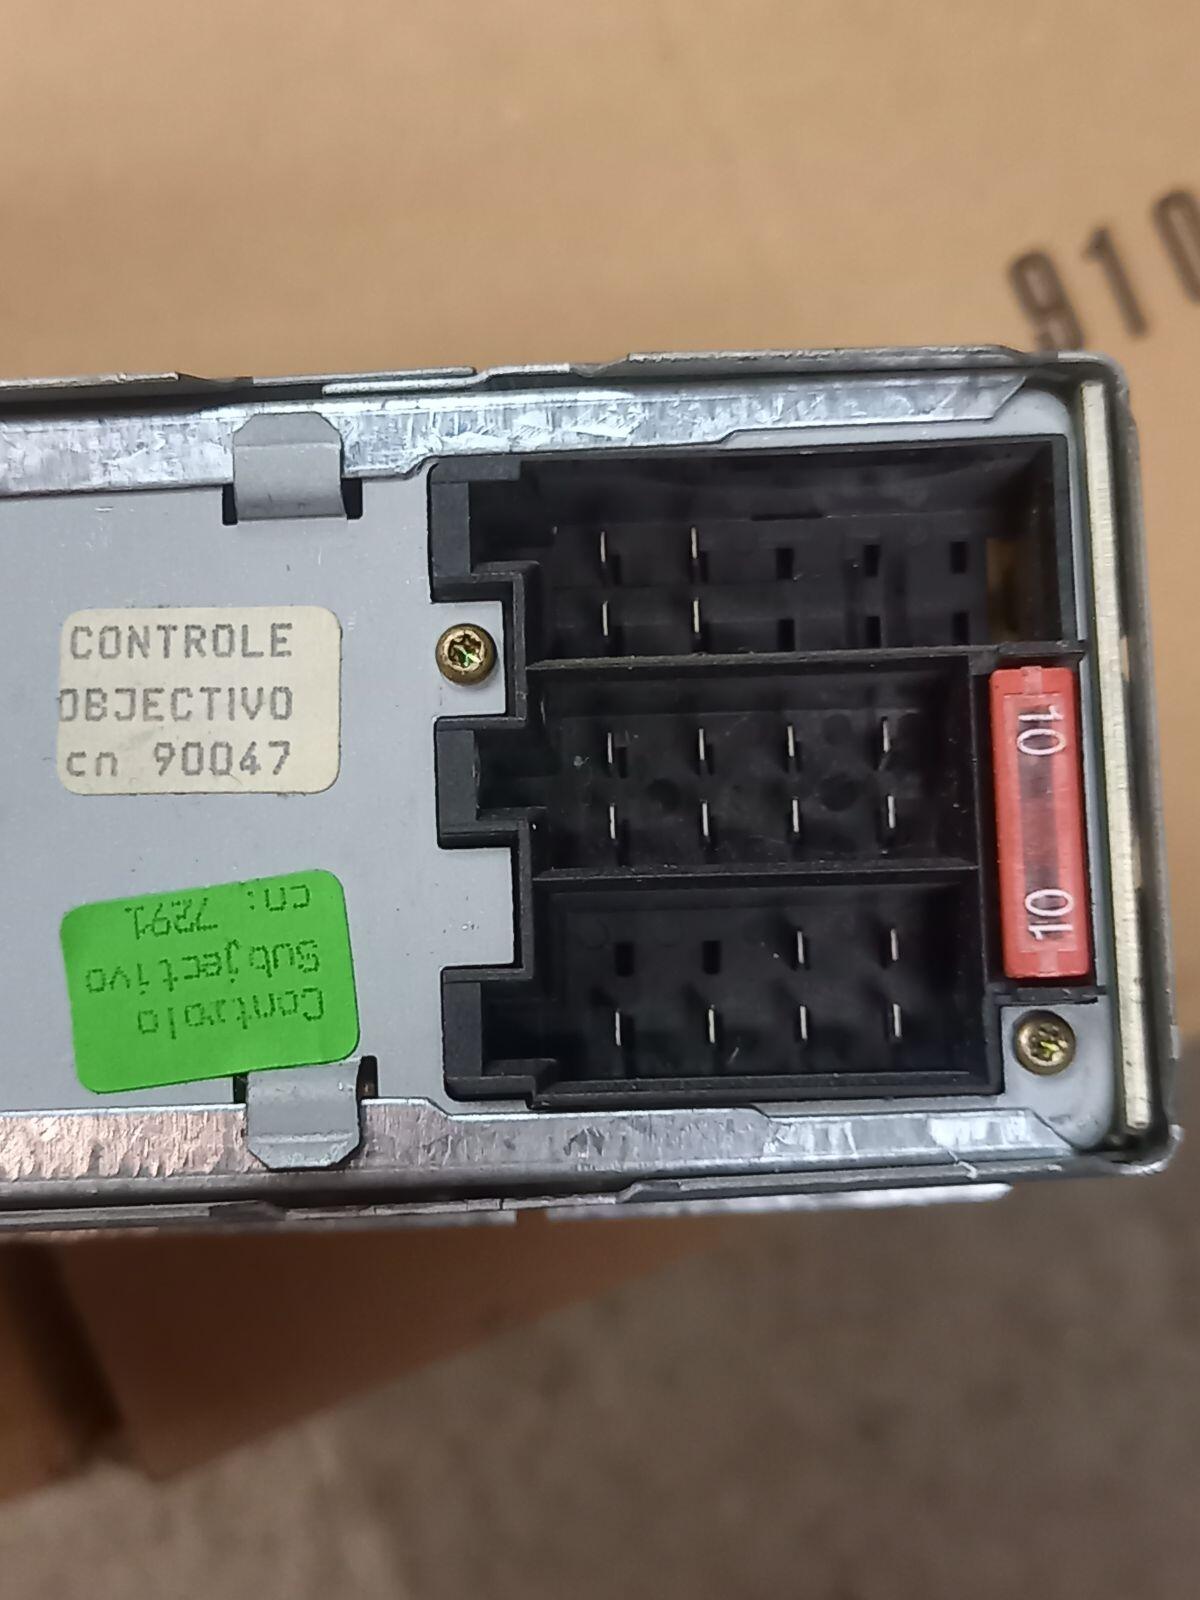 910
CONTROLE
OBJECTIVO
cn 90047
10
10
Controlo
Subjectivo
cn: 7291